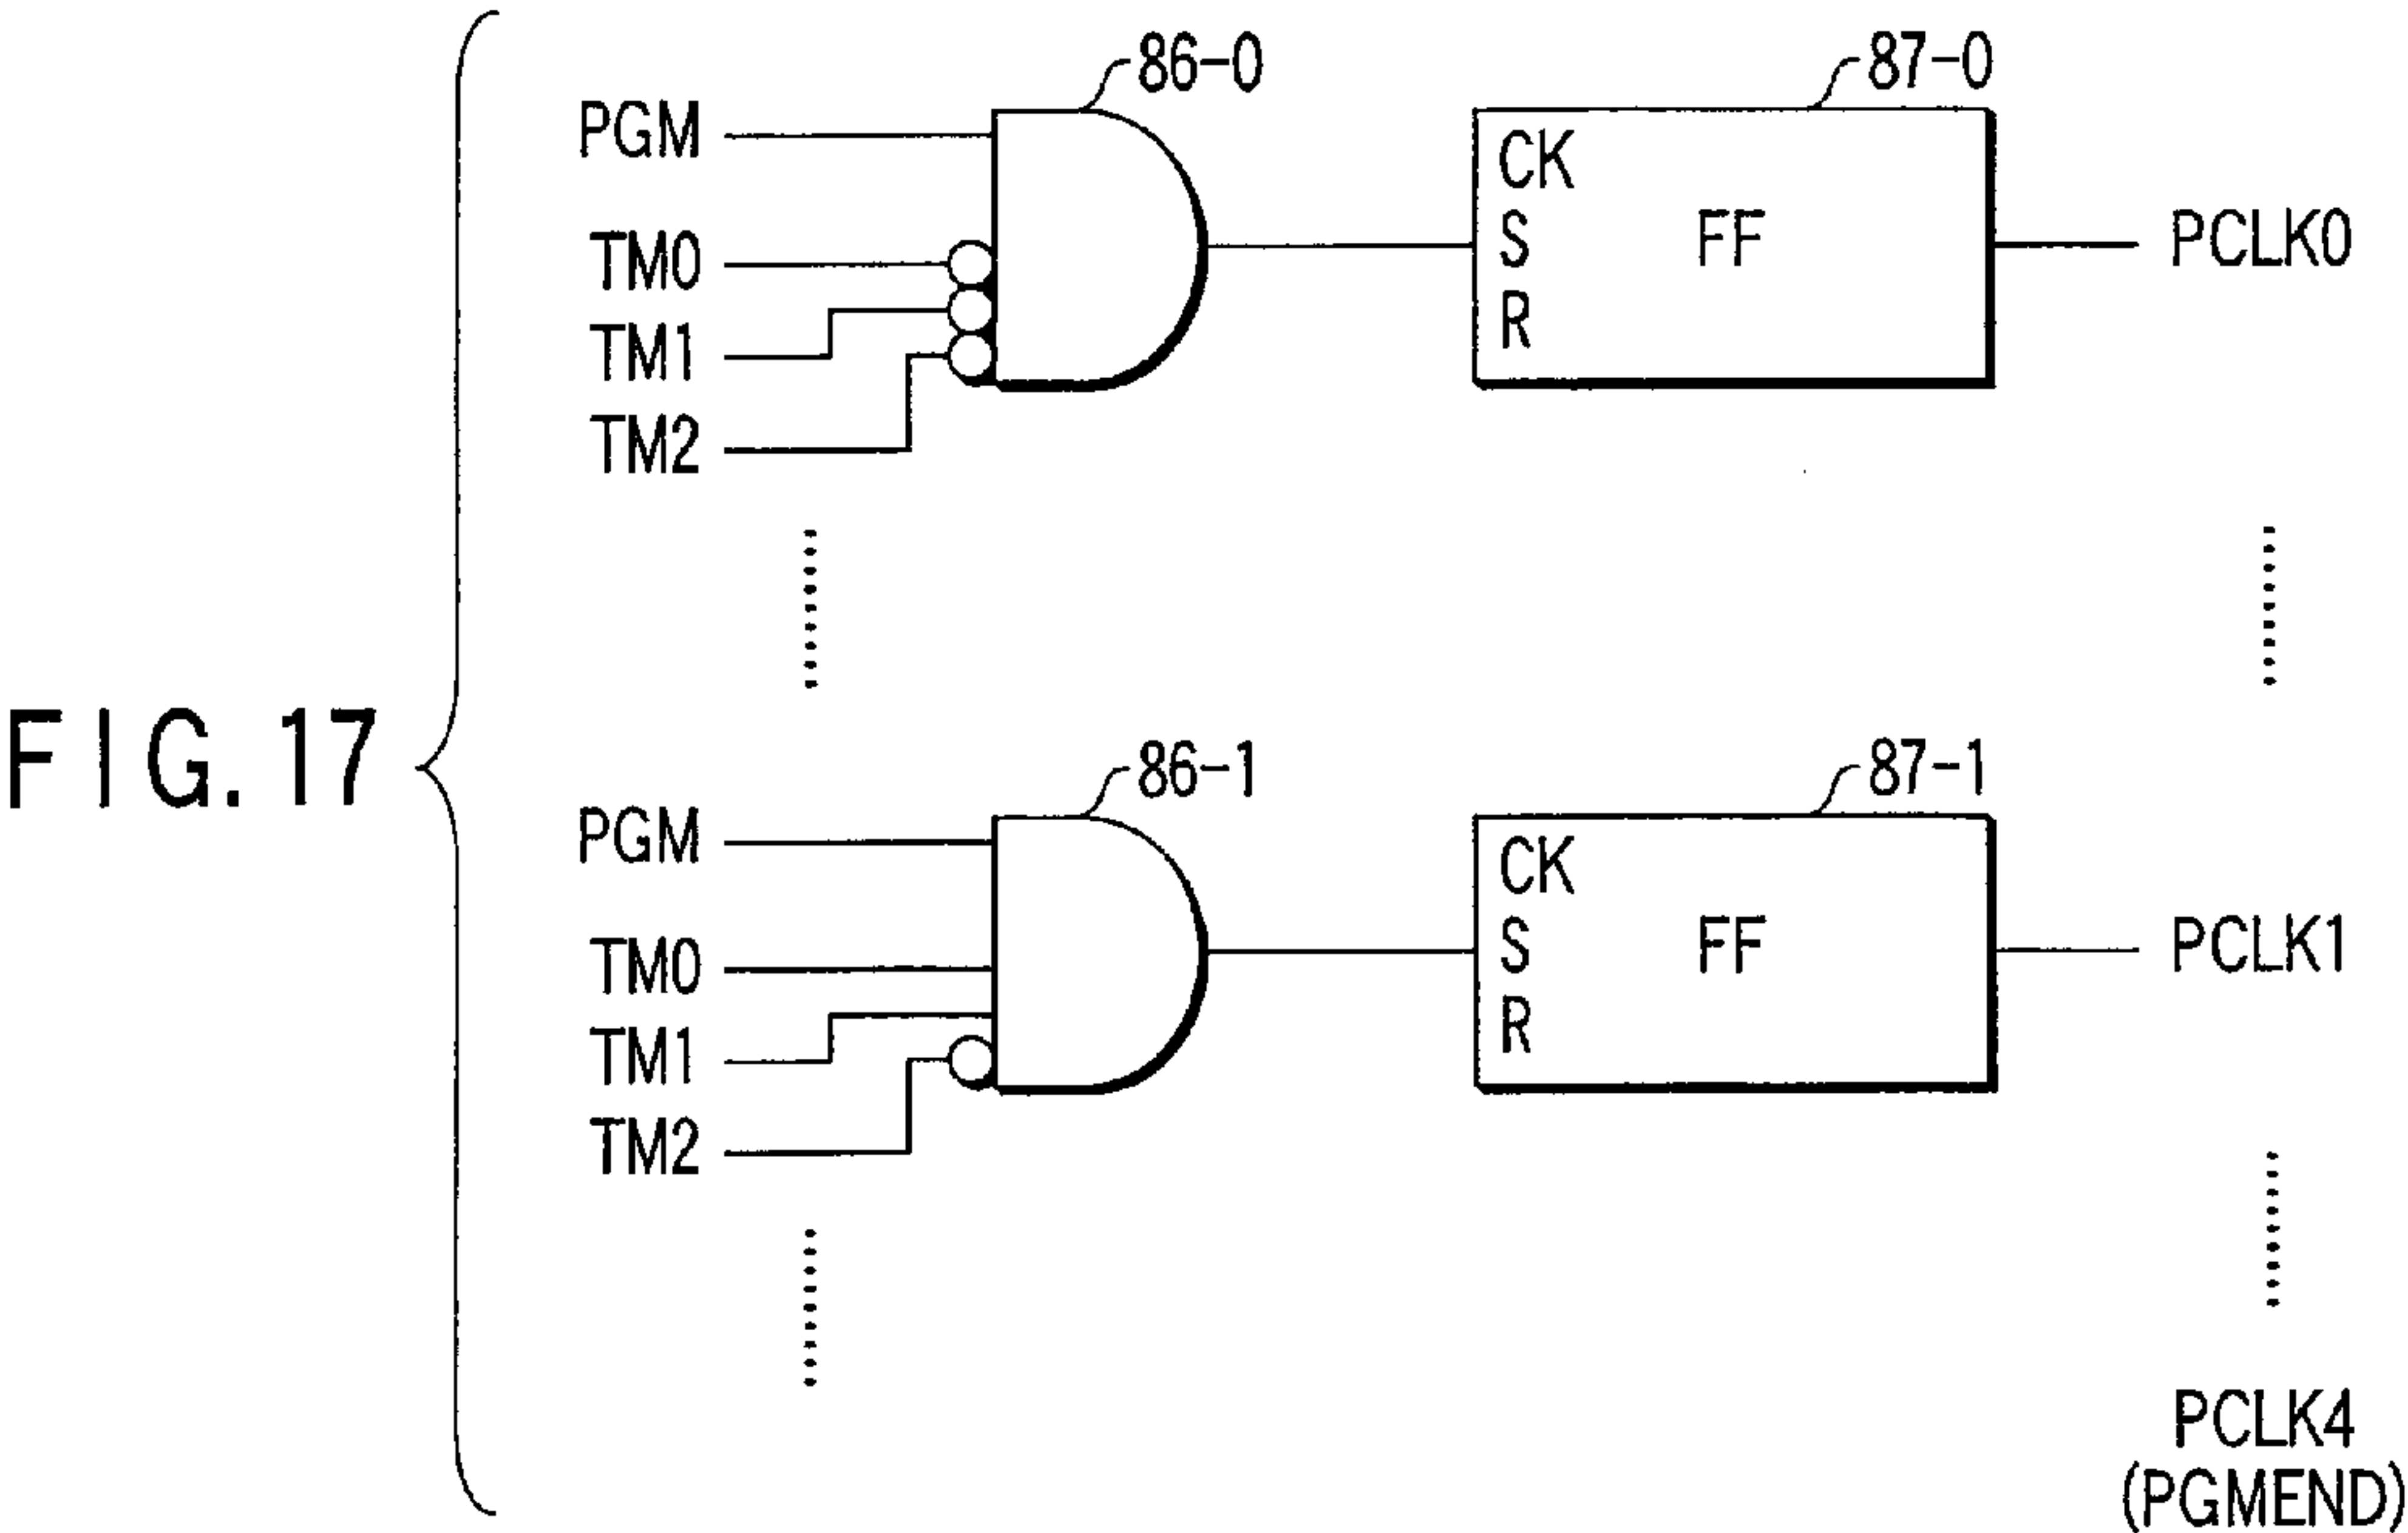 FIG.17
86-0
87-0
PGM
TM0
TM1
TM2
CK
S
R
FF
PCLK0
86-1
87-1
PGM
TM0
TM1
TM2
CK
S
R
FF
PCLK1
PCLK4
(PGMEND)